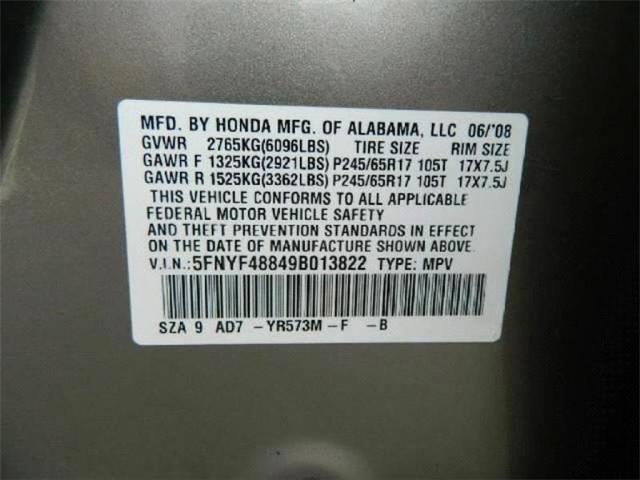 MFD. BY HONDA MFG. OF ALABAMA, LLC 06/'08
GVWR 2765KG(6096LBS) TIRE SIZE RIM SIZE
GAWR F 1325KG(2921LBS) P245/65R17 105T 17X7.5J
GAWR R 1525KG(3362LBS) P245/65R17 105T 17X7.5J
THIS VEHICLE CONFORMS TO ALL APPLICABLE
FEDERAL MOTOR VEHICLE SAFETY
AND THEFT PREVENTION STANDARDS IN EFFECT
ON THE DATE OF MANUFACTURE SHOWN ABOVE.
V.I.N.:5FNYF48849B013822 TYPE: MPV
SZA 9 AD7 -YR573M-F -B